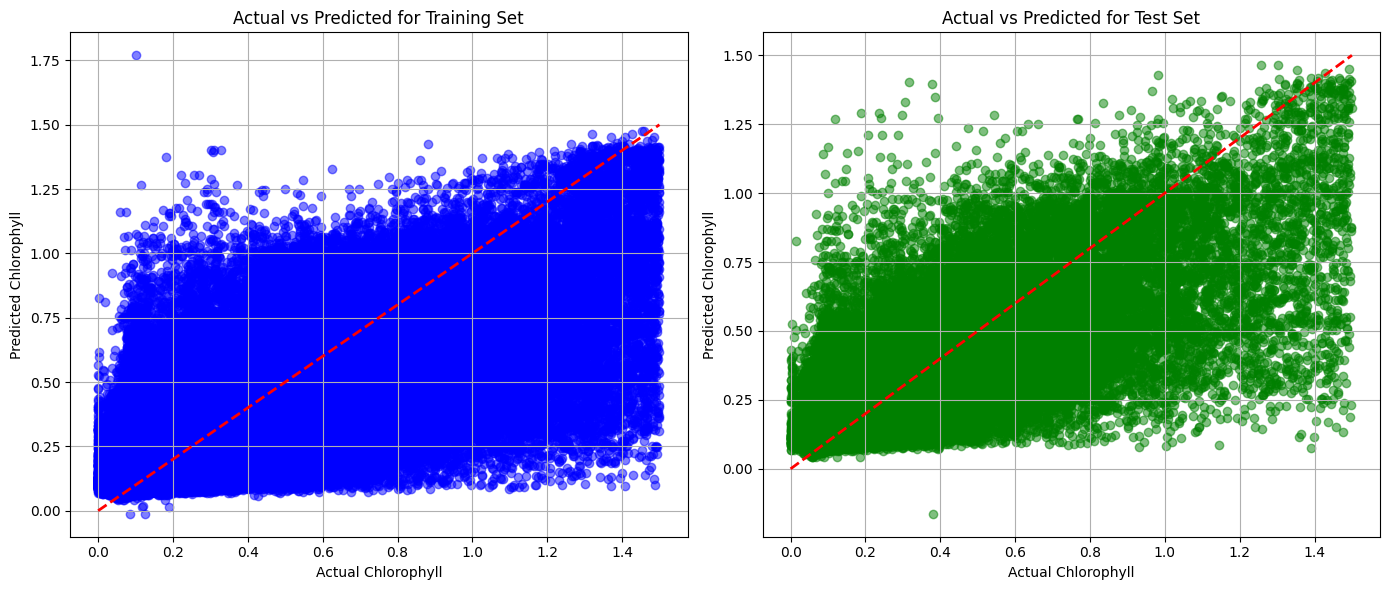 Actual vs Predicted for Training Set
Predicted Chlorophyll
1.75
1.50
1.25
1.00
0.75
0.50
0.25
0.00
0.0 0.2 0.4 0.6 0.8 1.0 1.2 1.4
Actual Chlorophyll
Actual vs Predicted for Test Set
Predicted Chlorophyll
1.50
1.25
1.00
0.75
0.50
0.25
0.00
0.0 0.2 0.4 0.6 0.8 1.0 1.2 1.4
Actual Chlorophyll